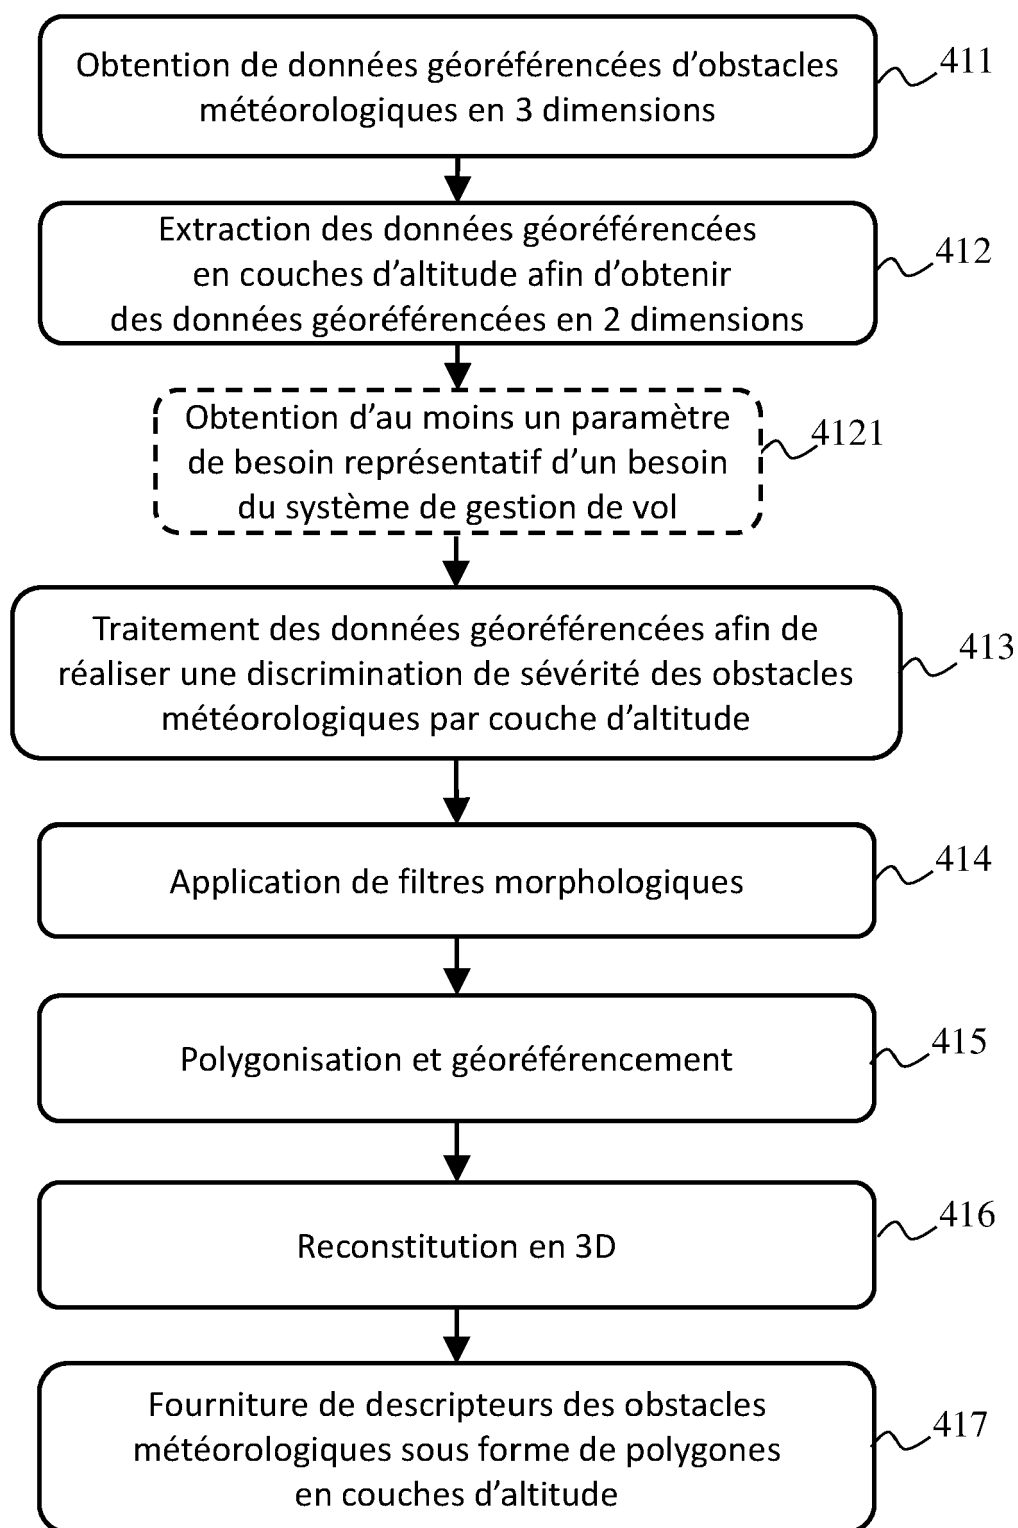 Obtention de données géoréférencées d’obstacles
météorologiques en 3 dimensions
411
Extraction des données géoréférencées
en couches d’altitude afin d’obtenir
des données géoréférencées en 2 dimensions
412
Obtention d’au moins un paramètre
de besoin représentatif d’un besoin
du système de gestion de vol
4121
Traitement des données géoréférencées afin de
réaliser une discrimination de sévérité des obstacles
météorologiques par couche d’altitude
413
Application de filtres morphologiques
414
Polygonisation et géoréférencement
415
Reconstitution en 3D
416
Fourniture de descripteurs des obstacles
météorologiques sous forme de polygones
en couches d’altitude
417